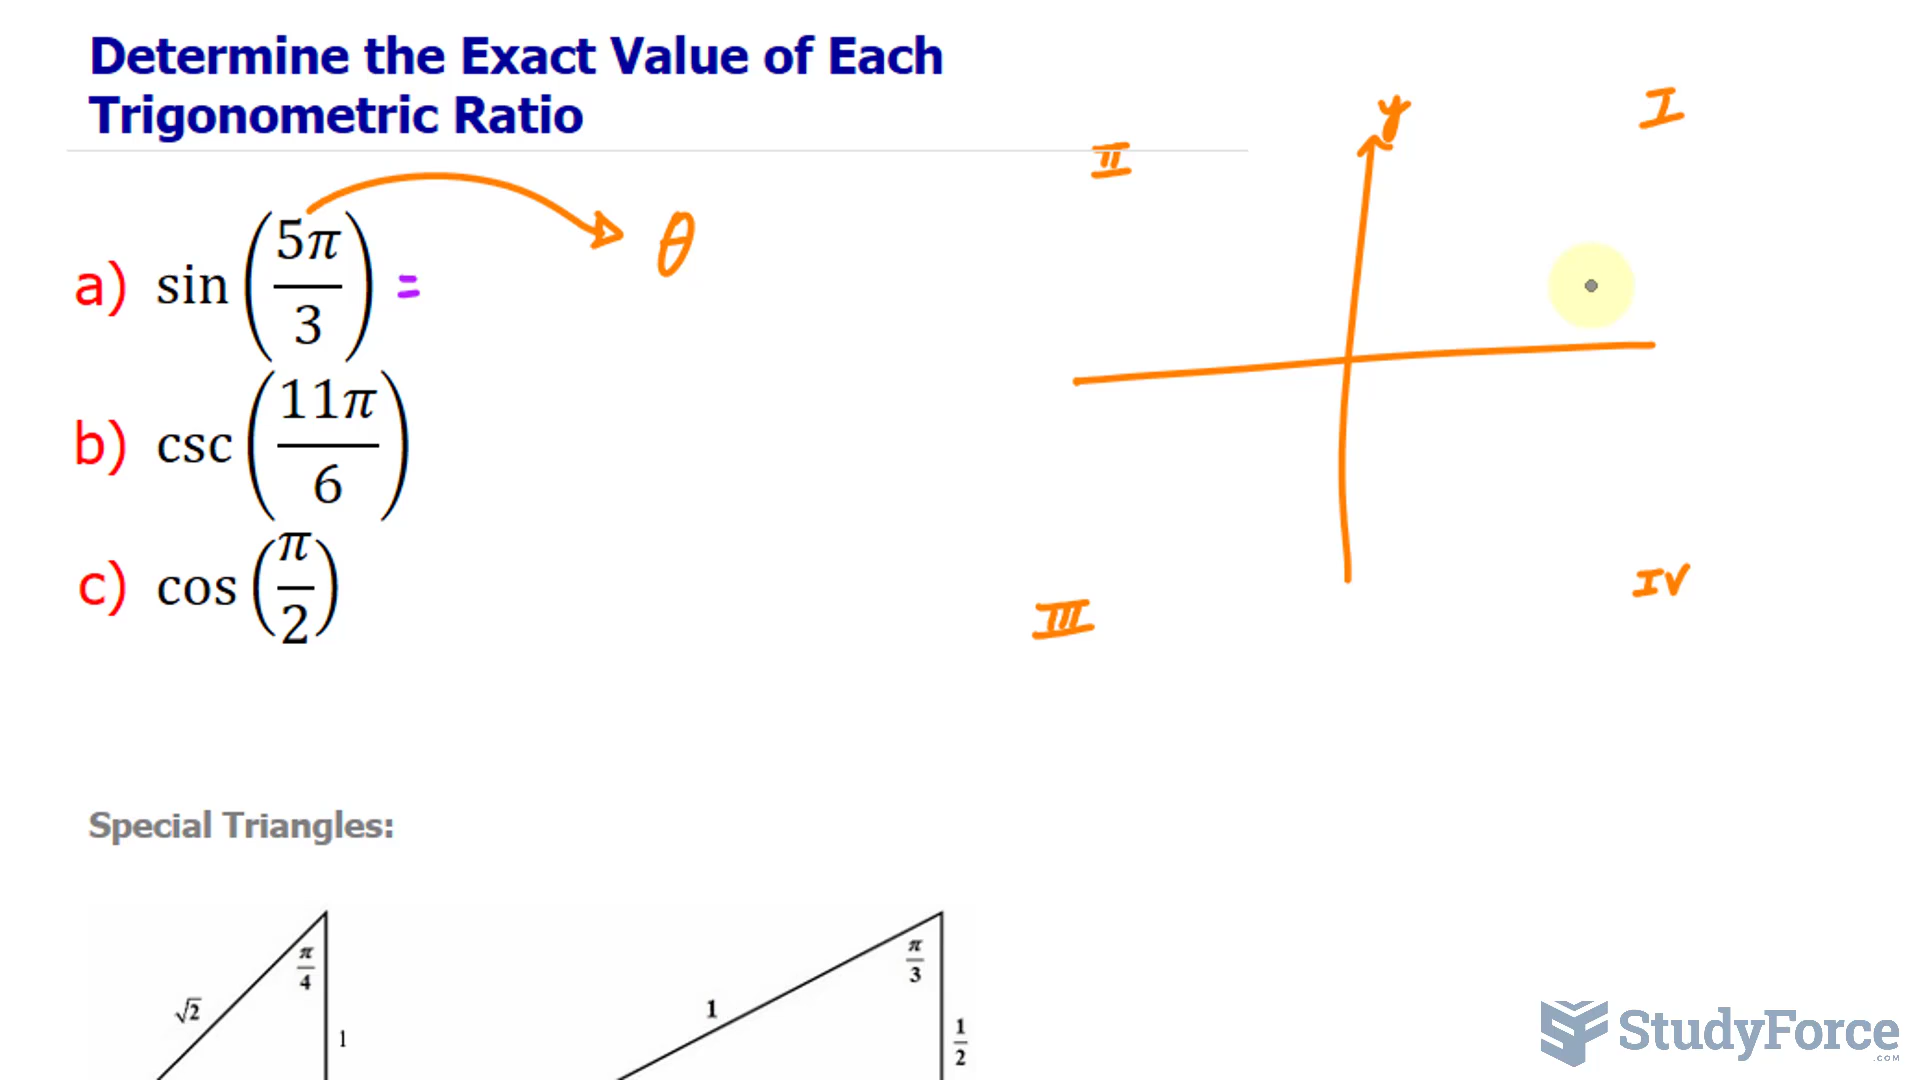 Determine the Exact Value of Each
Trigonometric Ratio
a) sin (5π/3) =
θ
b) csc (11π/6)
c) cos (π/2)
y
I
II
III
IV
Special Triangles:
π/4
√2
1
π/3
1
1/2
StudyForce
.COM